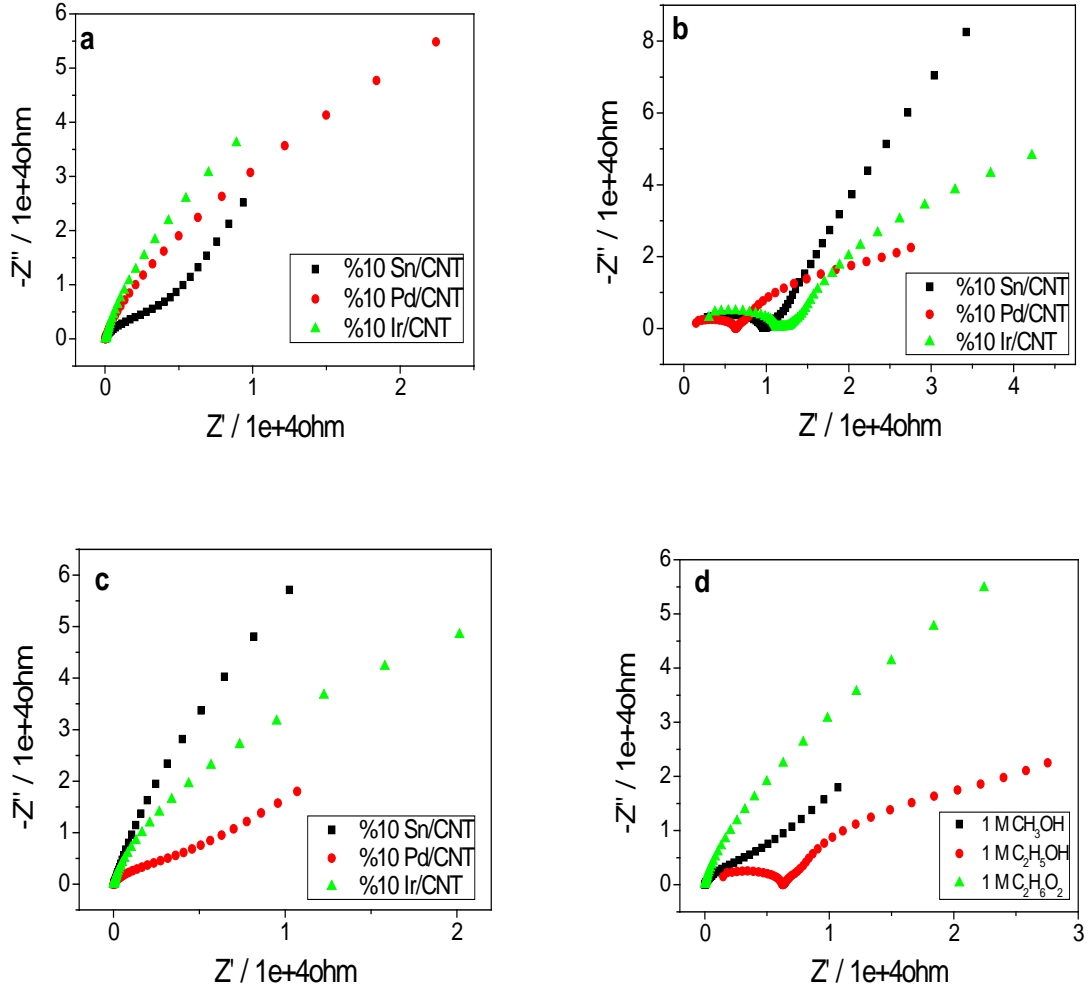 a
6
5
4
3
2
1
0
-Z'' / 1e+4ohm
%10 Sn/CNT
%10 Pd/CNT
%10 Ir/CNT
0 1 2
Z' / 1e+4ohm
b
8
6
4
2
0
-Z'' / 1e+4ohm
%10 Sn/CNT
%10 Pd/CNT
%10 Ir/CNT
0 1 2 3 4
Z' / 1e+4ohm
c
6
5
4
3
2
1
0
-Z'' / 1e+4ohm
%10 Sn/CNT
%10 Pd/CNT
%10 Ir/CNT
0 1 2
Z' / 1e+4ohm
d
6
5
4
3
2
1
0
-Z'' / 1e+4ohm
1 M CH₃OH
1 M C₂H₅OH
1 M C₂H₆O₂
0 1 2 3
Z' / 1e+4ohm